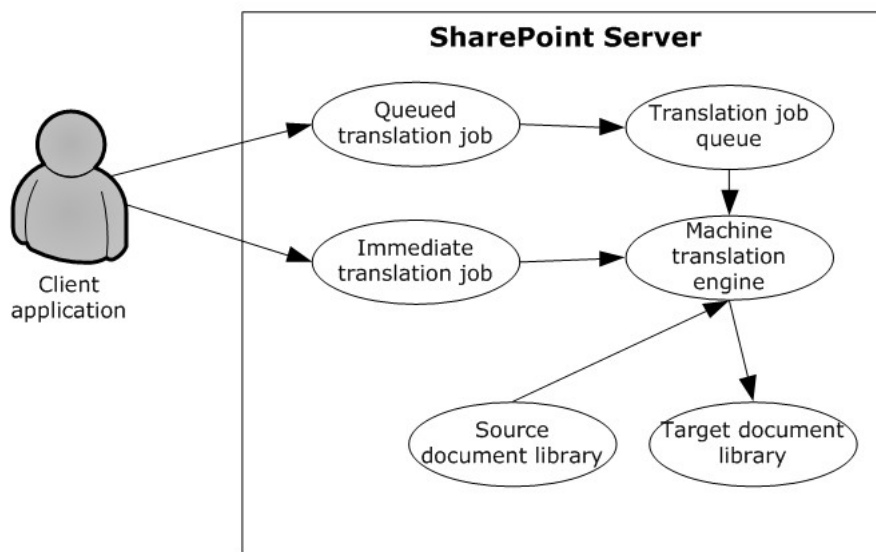 SharePoint Server
Queued
translation job
Translation job
queue
Client
application
Immediate
translation job
Machine
translation
engine
Source
document library
Target document
library